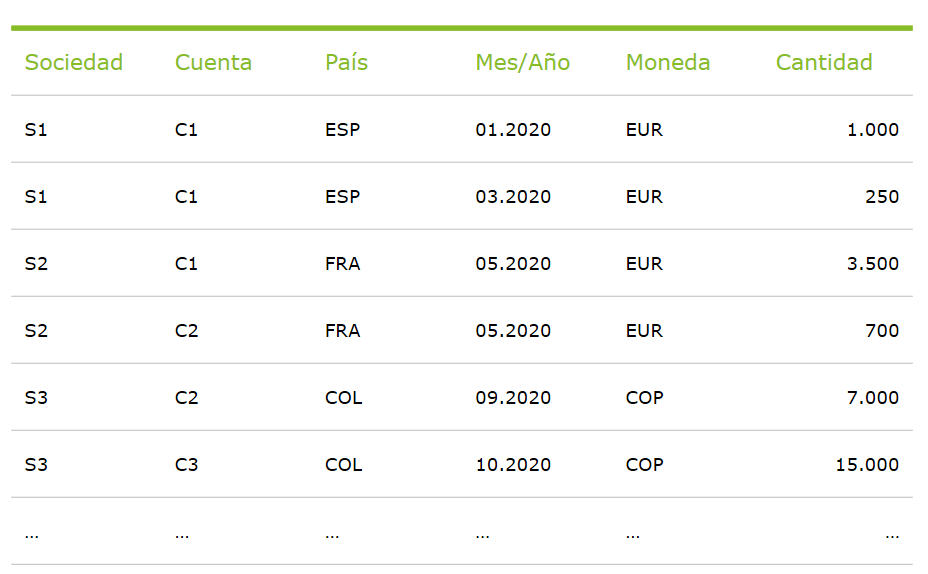 Sociedad Cuenta País Mes/Año Moneda Cantidad
S1 C1 ESP 01.2020 EUR 1.000
S1 C1 ESP 03.2020 EUR 250
S2 C1 FRA 05.2020 EUR 3.500
S2 C2 FRA 05.2020 EUR 700
S3 C2 COL 09.2020 COP 7.000
S3 C3 COL 10.2020 COP 15.000
... ... ... ... ... ...